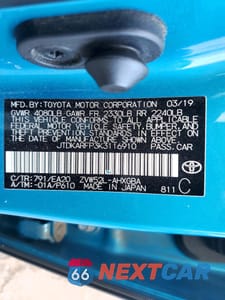 MFD. BY: TOYOTA MOTOR CORPORATION 03/19
GVWR 4080LB GAWR FR 2330LB RR 2240LB
THIS VEHICLE CONFORMS TO ALL
APPLICABLE FEDERAL MOTOR VEHICLE
SAFETY, BUMPER, AND THEFT PREVENTION
STANDARDS IN EFFECT ON THE DATE OF
MANUFACTURE SHOWN ABOVE.
JTDKARFP3K3116910 PASS. CAR
C/TR: 791/EA20 ZVW52L-AHXGBA
A/TM: -01A/P610 MADE IN JAPAN 811C
TOYOTA
66 NEXTCAR